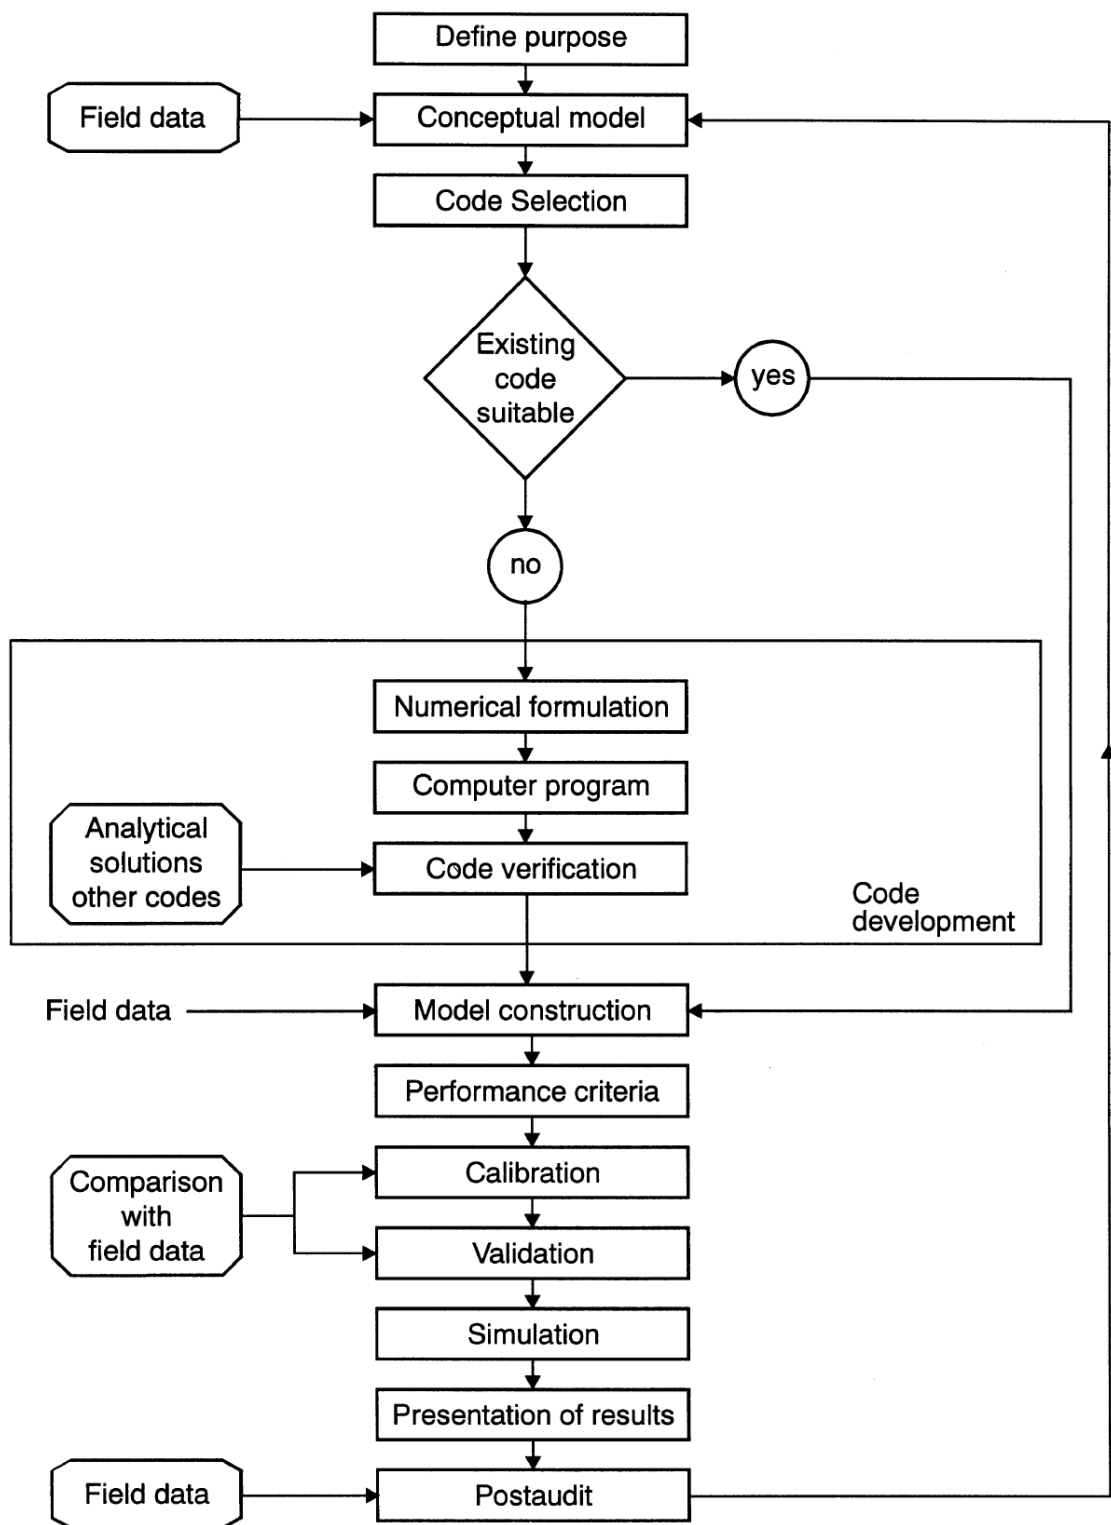 Define purpose
Field data
Conceptual model
Code Selection
Existing
code
suitable
yes
no
Numerical formulation
Computer program
Analytical
solutions
other codes
Code verification
Code
development
Field data
Model construction
Performance criteria
Comparison
with
field data
Calibration
Validation
Simulation
Presentation of results
Field data
Postaudit